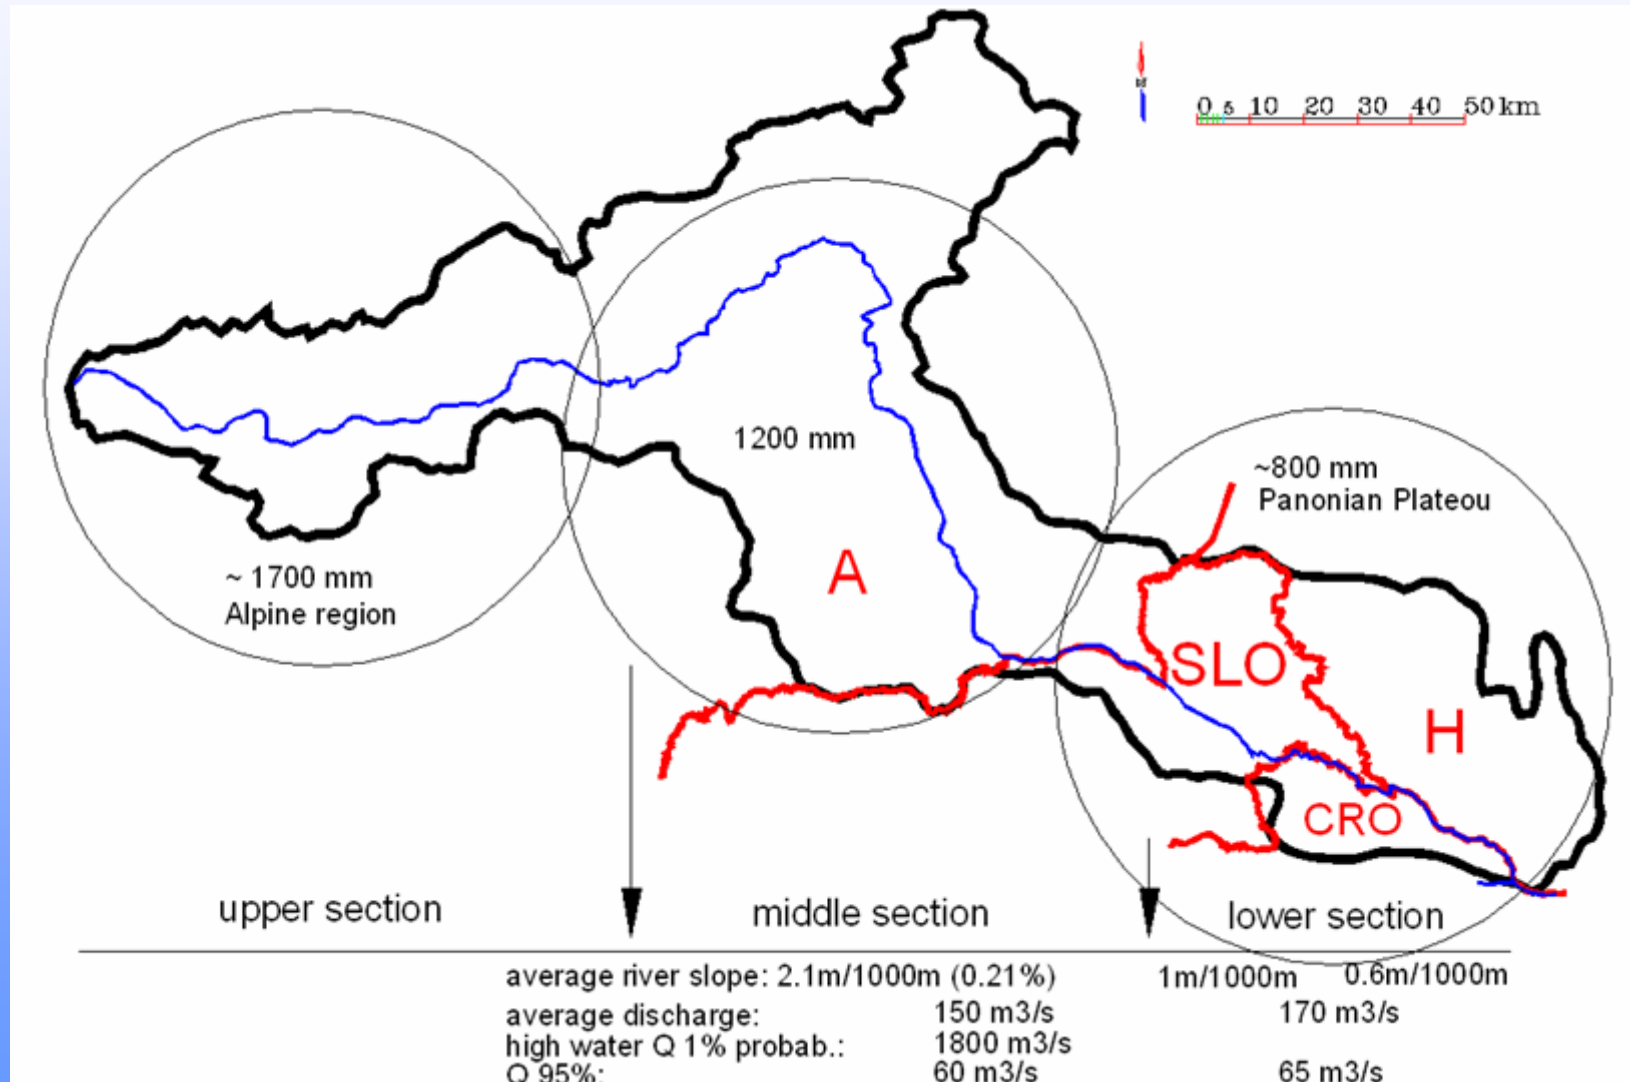 0 5 10 20 30 40 50 km
1200 mm
~800 mm
Panonian Plateou
~ 1700 mm
Alpine region
A
SLO
H
CRO
upper section
middle section
lower section
average river slope: 2.1m/1000m (0.21%) 1m/1000m 0.6m/1000m
average discharge: 150 m3/s 170 m3/s
high water Q 1% probab.: 1800 m3/s
Q 95%: 60 m3/s 65 m3/s